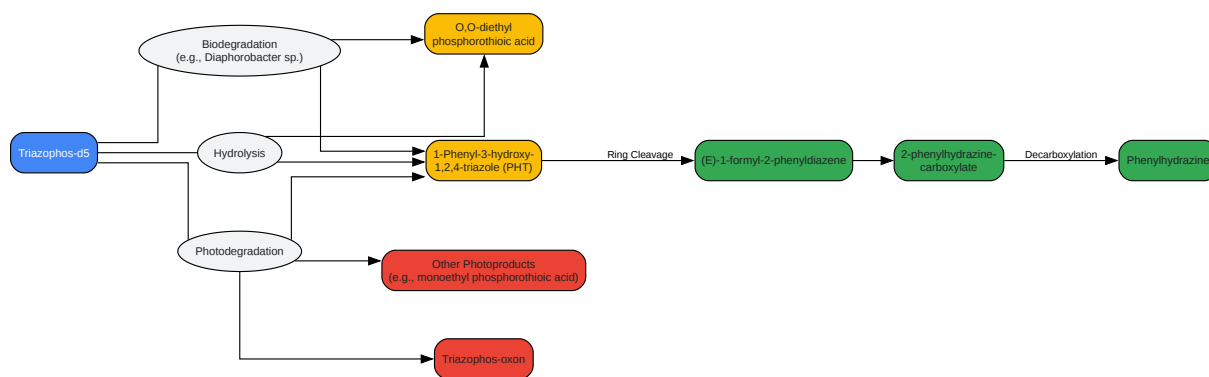 Biodegradation
(e.g., Diaphorobacter sp.)
O,O-diethyl
phosphorothioic acid
Triazophos-d5
Hydrolysis
1-Phenyl-3-hydroxy-
1,2,4-triazole (PHT)
Ring Cleavage
(E)-1-formyl-2-phenyldiazene
2-phenylhydrazine-
carboxylate
Decarboxylation
Phenylhydrazine
Photodegradation
Other Photoproducts
(e.g., monoethyl phosphorothioic acid)
Triazophos-oxon